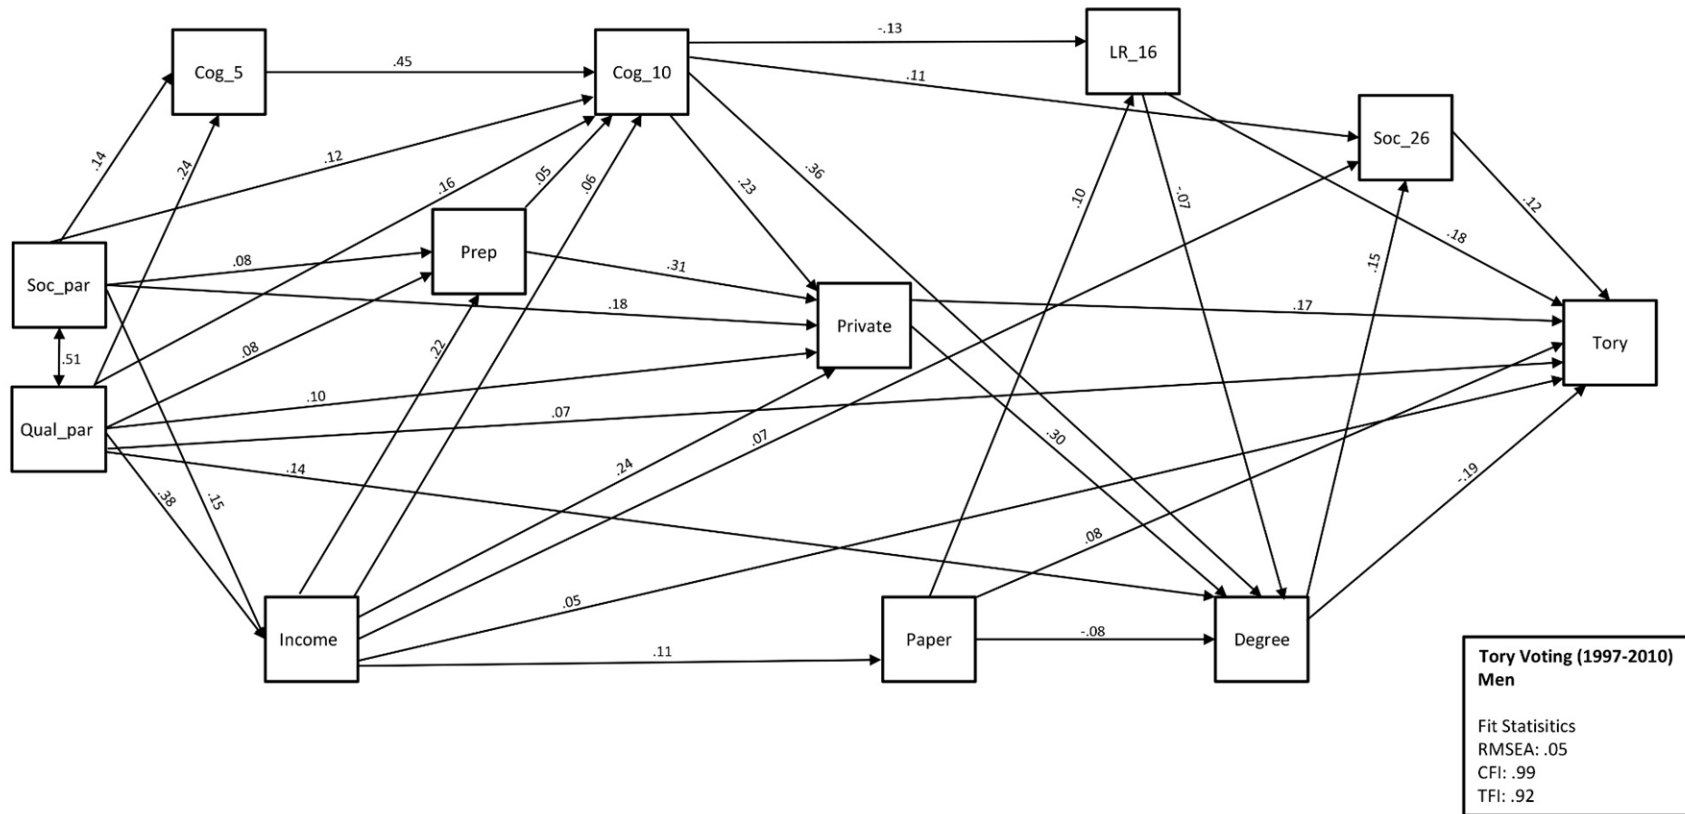 Cog_5
.45
Cog_10
-.13
LR_16
.11
Soc_26
.14
.24
.12
.16
.05
.06
.23
.36
.10
-.07
.18
.12
Prep
Soc_par
.08
.31
.18
Private
.17
.15
Tory
.51
.08
.22
Qual_par
.10
.07
.14
.24
.07
.30
-.19
.38
.15
.05
.08
Income
.11
Paper
-.08
Degree
Tory Voting (1997-2010)
Men
Fit Statisitics
RMSEA: .05
CFI: .99
TFI: .92